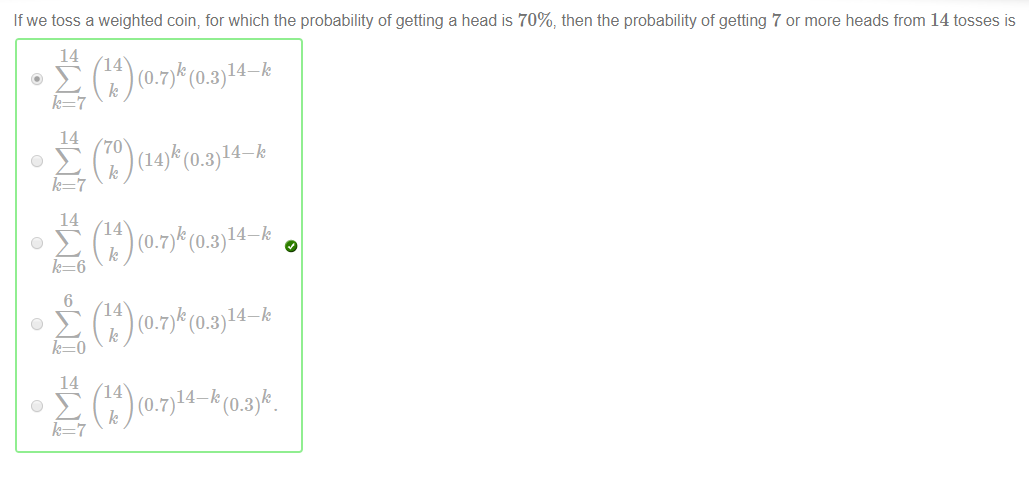 If we toss a weighted coin, for which the probability of getting a head is 70%, then the probability of getting 7 or more heads from 14 tosses is
$\sum_{k=7}^{14} \binom{14}{k} (0.7)^k (0.3)^{14-k}$
$\sum_{k=7}^{14} \binom{70}{k} (14)^k (0.3)^{14-k}$
$\sum_{k=6}^{14} \binom{14}{k} (0.7)^k (0.3)^{14-k}$
$\sum_{k=0}^{6} \binom{14}{k} (0.7)^k (0.3)^{14-k}$
$\sum_{k=7}^{14} \binom{14}{k} (0.7)^{14-k} (0.3)^k.$